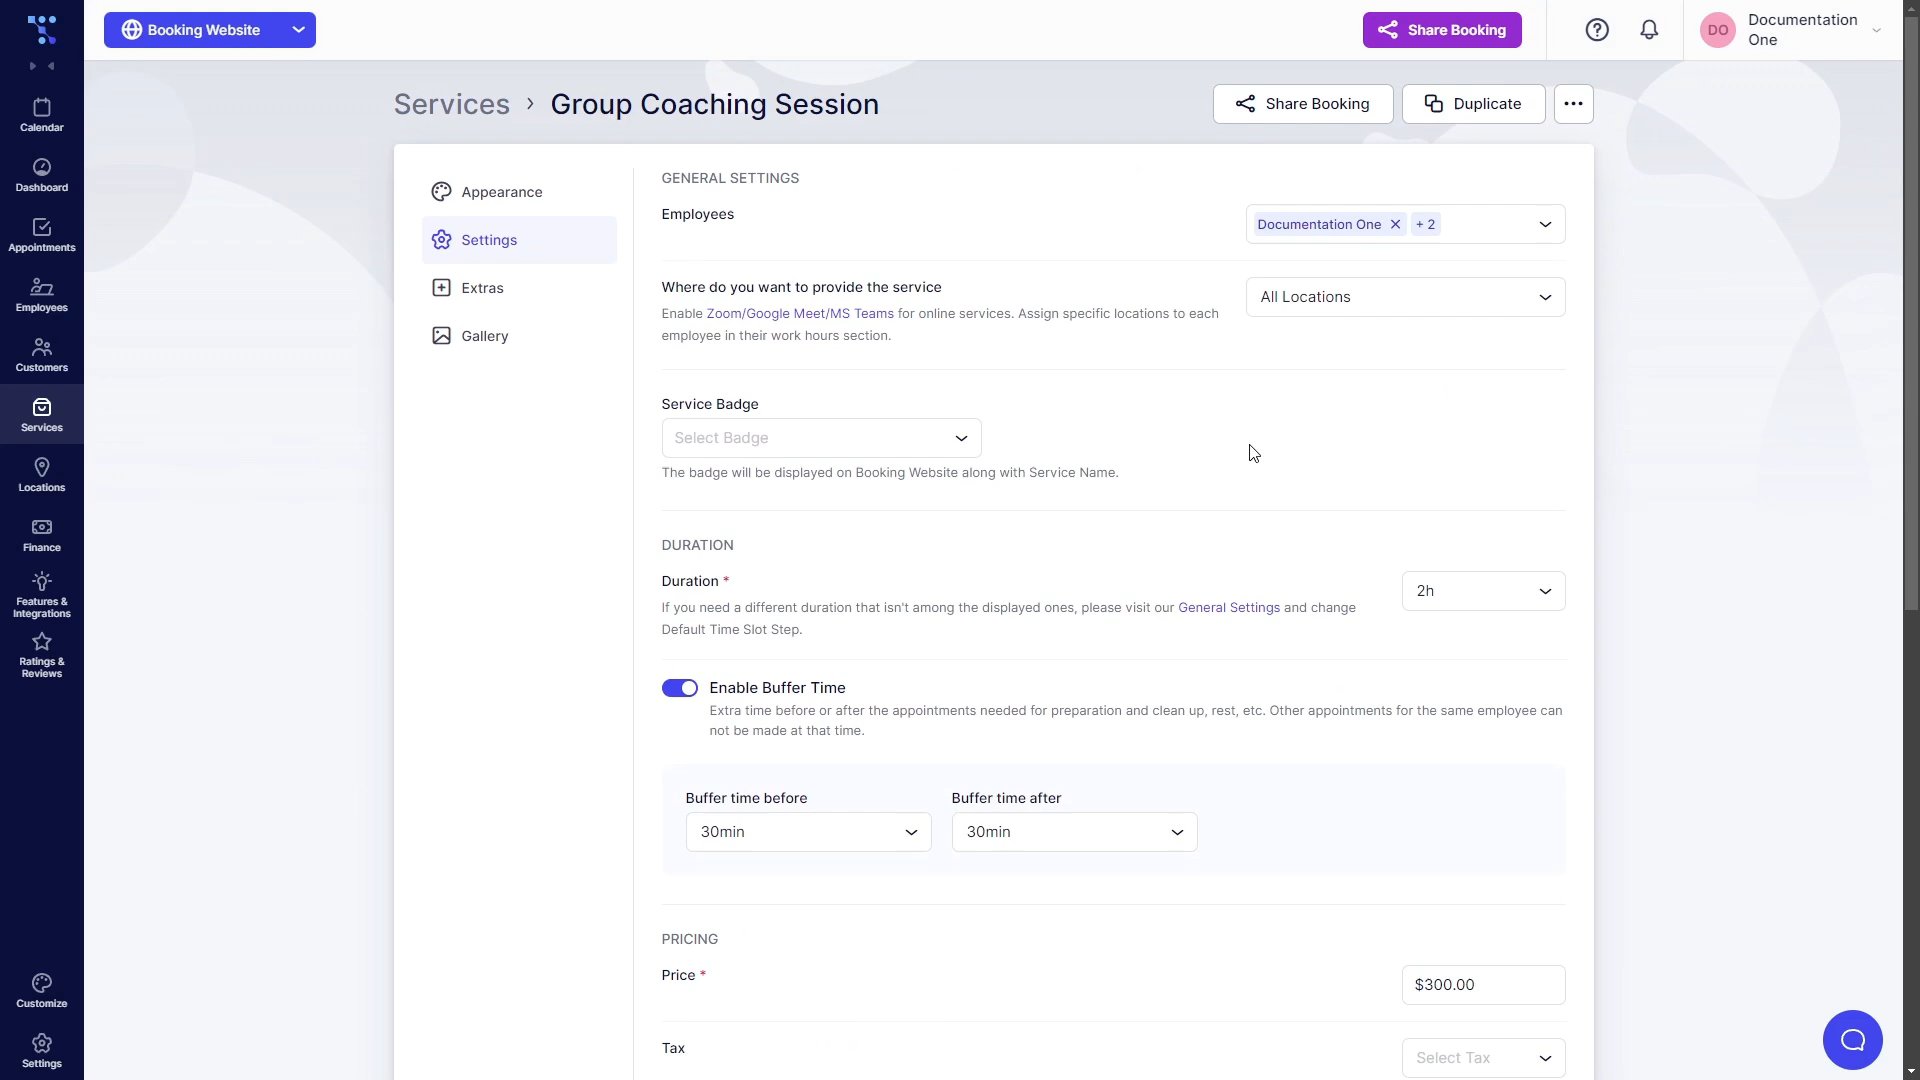 Booking Website
Share Booking
DO
Documentation
One
Calendar
Dashboard
Appointments
Employees
Customers
Services
Locations
Finance
Features &
Integrations
Ratings &
Reviews
Customize
Settings
Services › Group Coaching Session
Share Booking
Duplicate
Appearance
Settings
Extras
Gallery
GENERAL SETTINGS
Employees
Documentation One + 2
Where do you want to provide the service
All Locations
Enable Zoom/Google Meet/MS Teams for online services. Assign specific locations to each
employee in their work hours section.
Service Badge
Select Badge
The badge will be displayed on Booking Website along with Service Name.
DURATION
Duration *
2h
If you need a different duration that isn't among the displayed ones, please visit our General Settings and change
Default Time Slot Step.
Enable Buffer Time
Extra time before or after the appointments needed for preparation and clean up, rest, etc. Other appointments for the same employee can
not be made at that time.
Buffer time before
Buffer time after
30min
30min
PRICING
Price *
$300.00
Tax
Select Tax